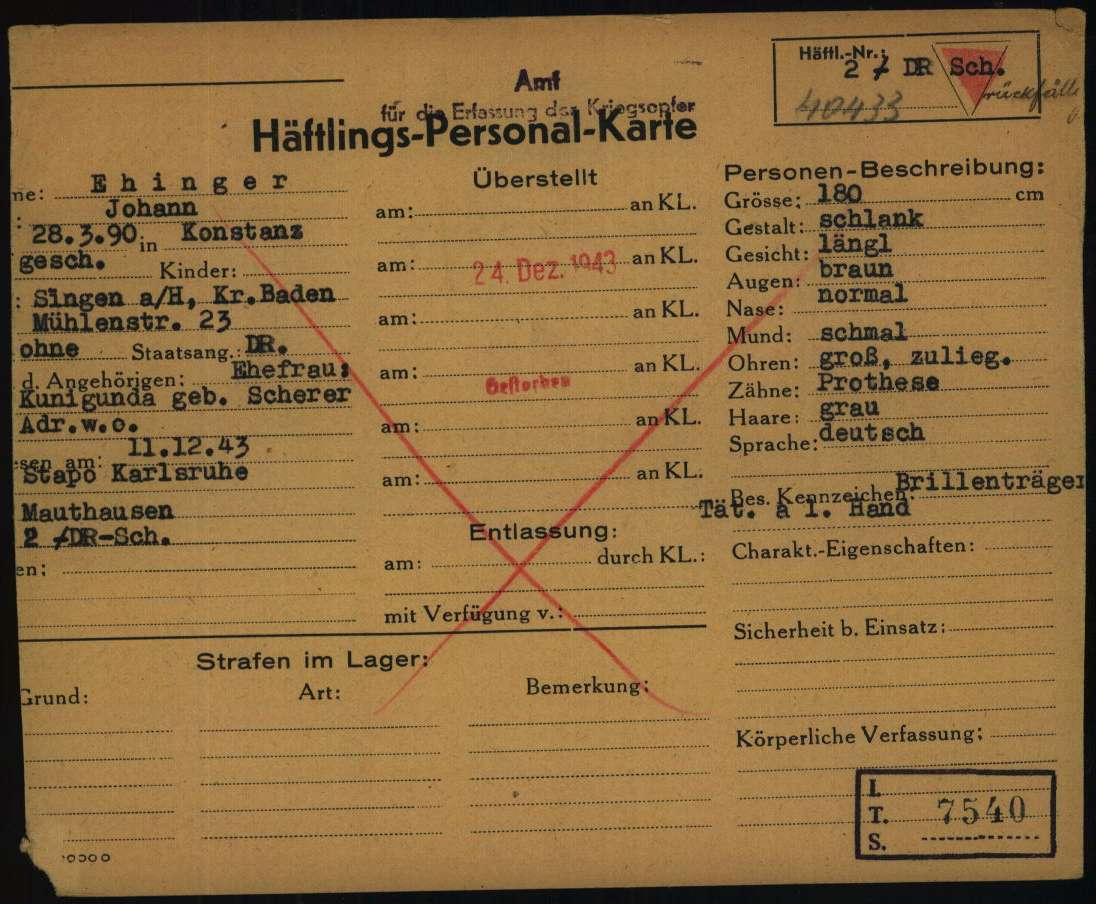 Amt
für die Erfassung der Kriegsopfer
Häftlings-Personal-Karte
Häftl.-Nr.:
2 / DR Sch.
40433
rückfäll
me: Ehinger
: Johann
28.3.90 in Konstanz
gesch. Kinder:
: Singen a/H, Kr.Baden
Mühlenstr. 23
ohne Staatsang.: DR.
d. Angehörigen: Ehefrau:
Kunigunda geb. Scherer
Adr.w.o.
esen am: 11.12.43
Stapo Karlsruhe
Mauthausen
2 /DR-Sch.
en:
Überstellt
am: an KL.
am: 24. Dez. 1943 an KL.
am: an KL.
am: Gestorben an KL.
am: an KL.
am: an KL.
Entlassung:
am: durch KL.:
mit Verfügung v.:
Personen-Beschreibung:
Grösse: 180 cm
Gestalt: schlank
Gesicht: längl
Augen: braun
Nase: normal
Mund: schmal
Ohren: groß, zulieg.
Zähne: Prothese
Haare: grau
Sprache: deutsch
Bes. Kennzeichen: Brillenträger
Tät. a l. Hand
Charakt.-Eigenschaften:
Sicherheit b. Einsatz:
Körperliche Verfassung:
Strafen im Lager:
Grund: Art: Bemerkung:
I.
T. 7540
S.